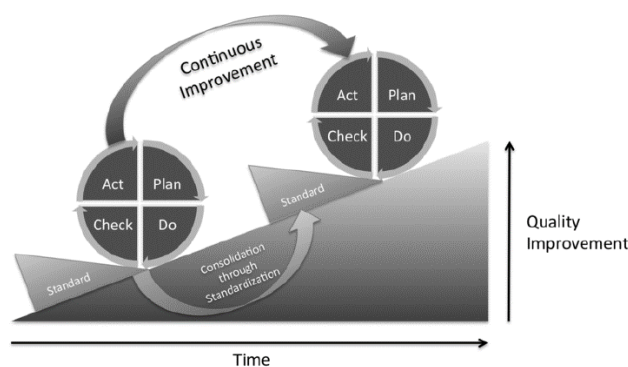 Continuous
Improvement
Act
Plan
Check
Do
Standard
Act
Plan
Check
Do
Standard
Consolidation
through
Standardization
Quality
Improvement
Time